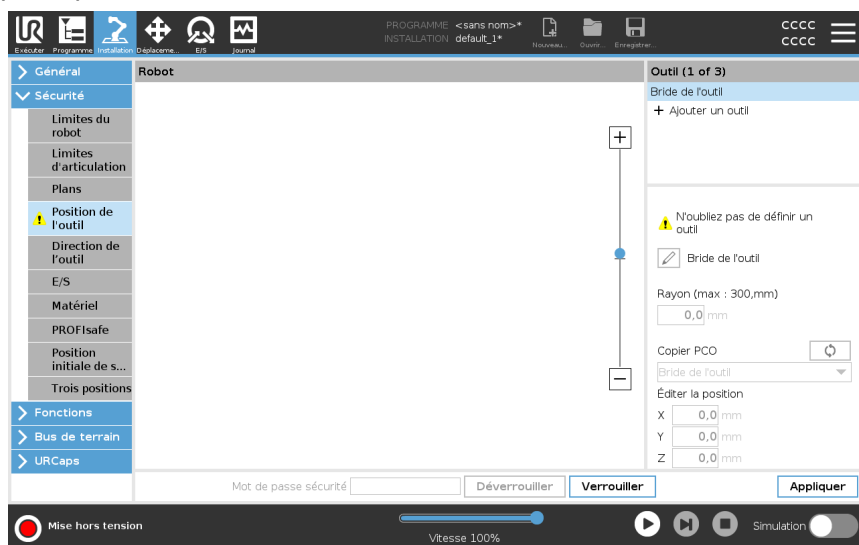 PROGRAMME <sans nom>*
INSTALLATION default_1*
cccc
cccc
Exécuter
Programme
Installation
Déplaceme...
E/S
Journal
Nouveau...
Ouvrir...
Enregistrer...
Général
Sécurité
Limites du
robot
Limites
d'articulation
Plans
Position de
l'outil
Direction de
l'outil
E/S
Matériel
PROFIsafe
Position
initiale de s...
Trois positions
Fonctions
Bus de terrain
URCaps
Robot
+
−
Outil (1 of 3)
Bride de l'outil
+ Ajouter un outil
N'oubliez pas de définir un
outil
Bride de l'outil
Rayon (max : 300,mm)
0,0 mm
Copier PCO
Bride de l'outil
Éditer la position
X 0,0 mm
Y 0,0 mm
Z 0,0 mm
Mot de passe sécurité
Déverrouiller
Verrouiller
Appliquer
Mise hors tension
Vitesse 100%
Simulation